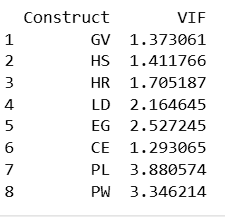 Construct VIF
1 GV 1.373061
2 HS 1.411766
3 HR 1.705187
4 LD 2.164645
5 EG 2.527245
6 CE 1.293065
7 PL 3.880574
8 PW 3.346214